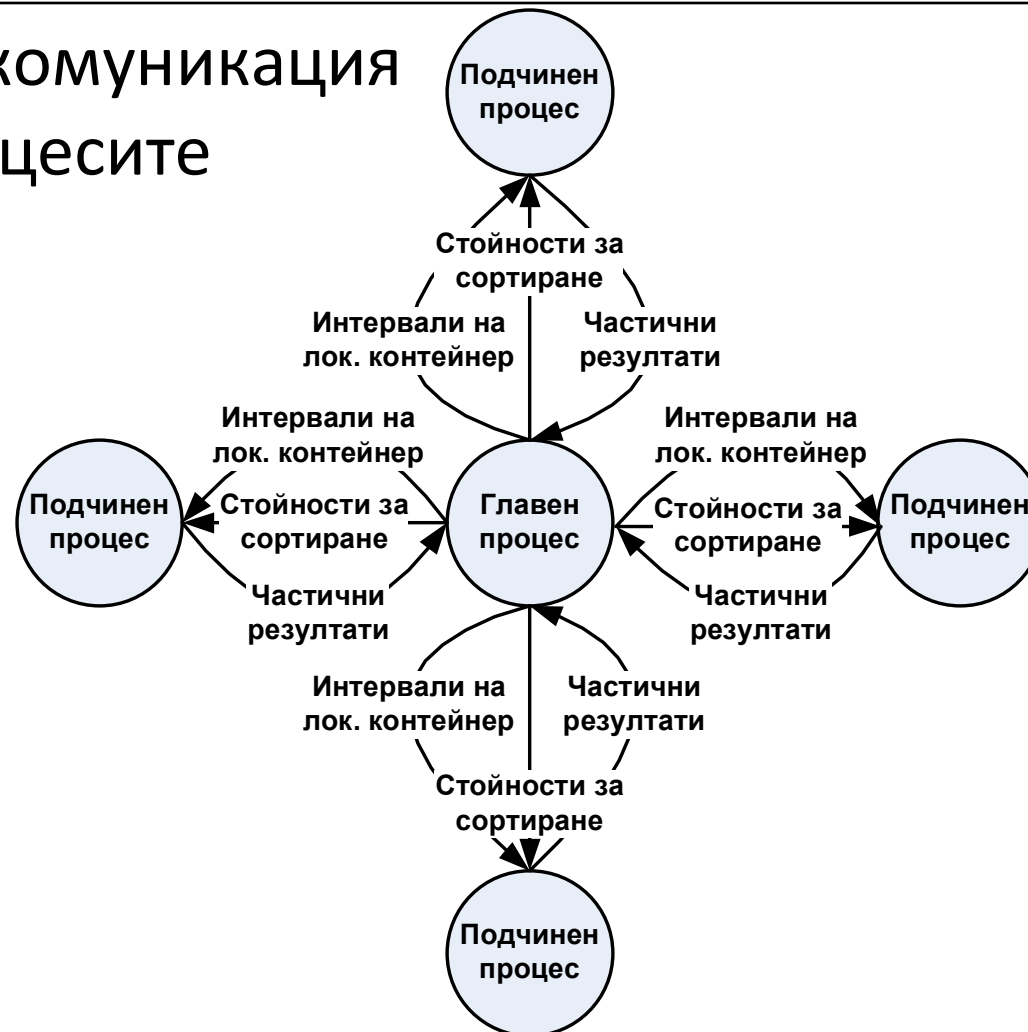 комуникация
цесите
Подчинен
процес
Стойности за
сортиране
Интервали на
лок. контейнер
Частични
резултати
Интервали на
лок. контейнер
Интервали на
лок. контейнер
Подчинен
процес
Стойности за
сортиране
Главен
процес
Стойности за
сортиране
Подчинен
процес
Частични
резултати
Частични
резултати
Интервали на
лок. контейнер
Частични
резултати
Стойности за
сортиране
Подчинен
процес